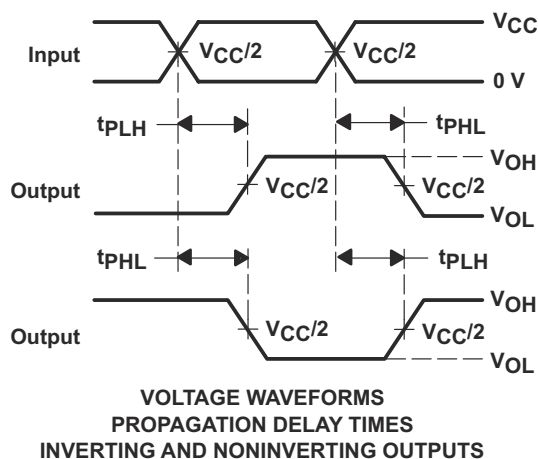 VCC
Input
VCC/2
VCC/2
0 V
tPLH
tPHL
VOH
Output
VCC/2
VCC/2
VOL
tPHL
tPLH
VOH
Output
VCC/2
VCC/2
VOL
VOLTAGE WAVEFORMS
PROPAGATION DELAY TIMES
INVERTING AND NONINVERTING OUTPUTS